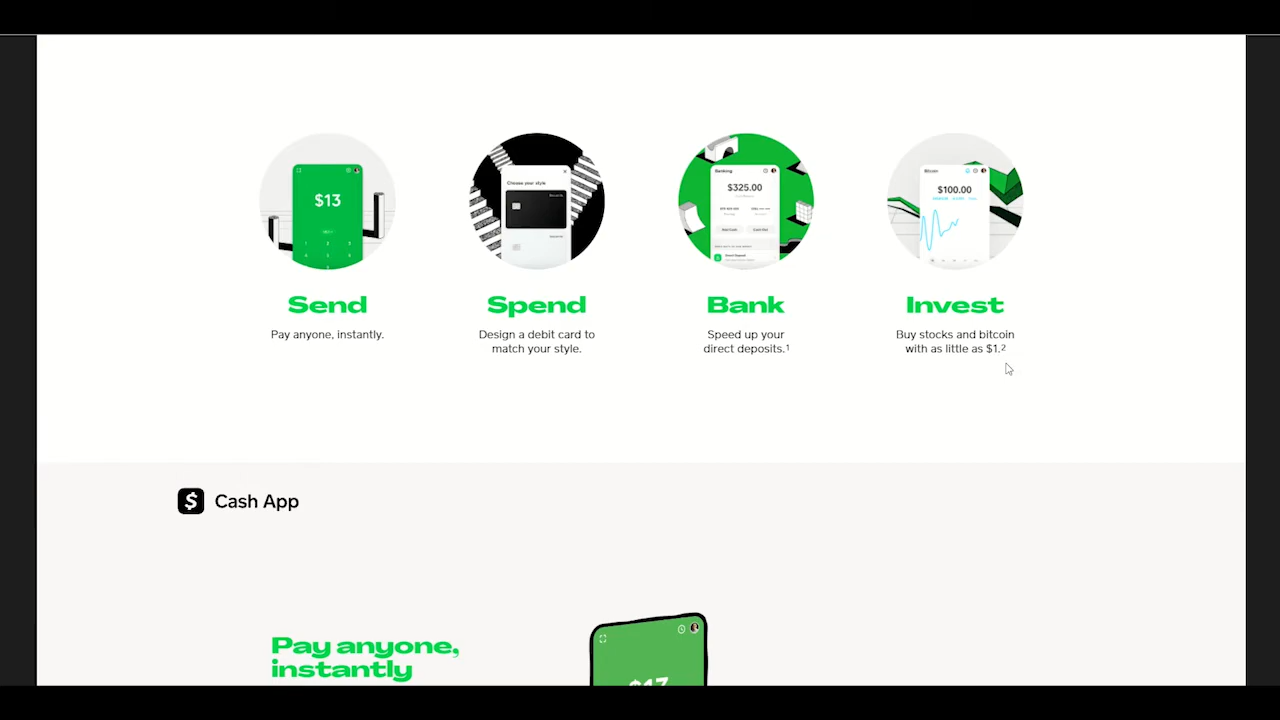 $13
Choose your style
Banking
$325.00
Bitcoin
$100.00
Send
Spend
Bank
Invest
Pay anyone, instantly.
Design a debit card to
match your style.
Speed up your
direct deposits.¹
Buy stocks and bitcoin
with as little as $1.²
$ Cash App
Pay anyone,
instantly